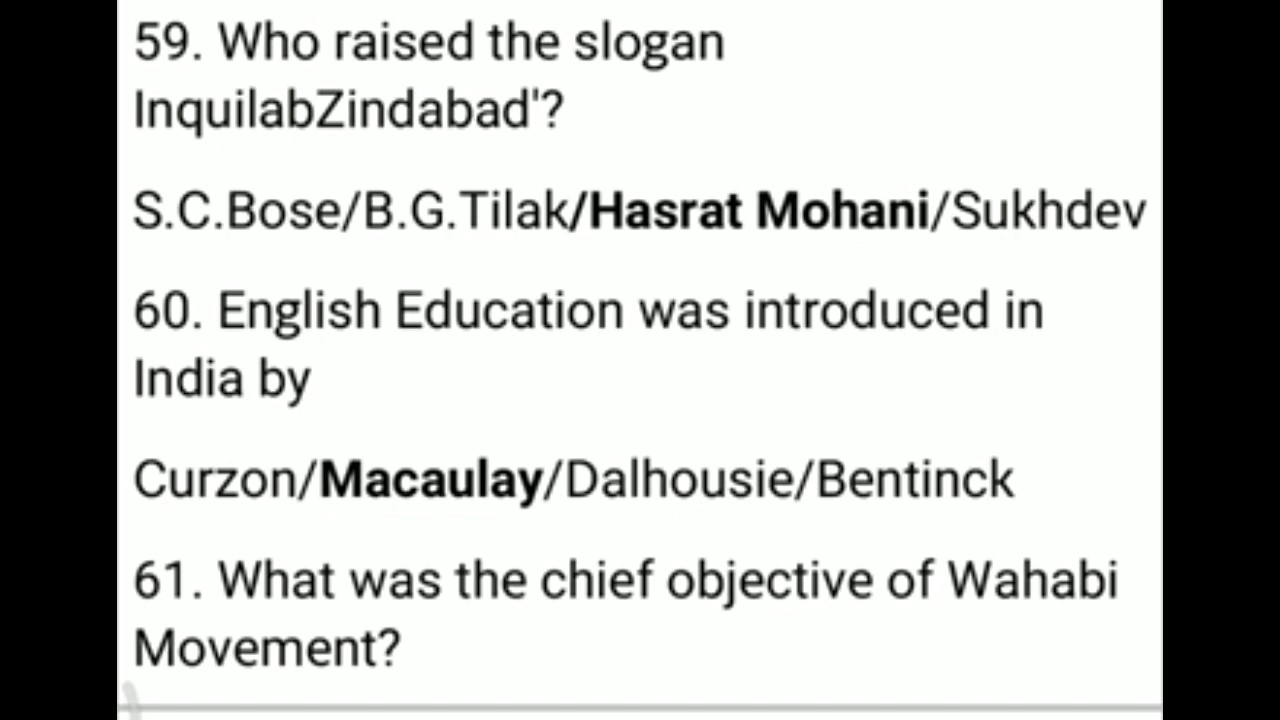 59. Who raised the slogan
InquilabZindabad'?
S.C.Bose/B.G.Tilak/Hasrat Mohani/Sukhdev
60. English Education was introduced in
India by
Curzon/Macaulay/Dalhousie/Bentinck
61. What was the chief objective of Wahabi
Movement?